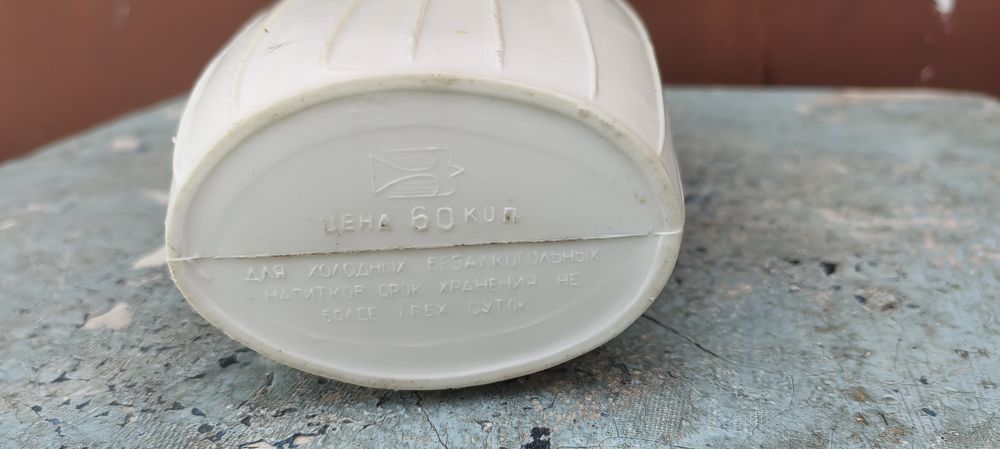 ЦЕНА 60 КОП.
ДЛЯ ХОЛОДНЫХ БЕЗАЛКОГОЛЬНЫХ
НАПИТКОВ СРОК ХРАНЕНИЯ НЕ
БОЛЕЕ ТРЕХ СУТОК